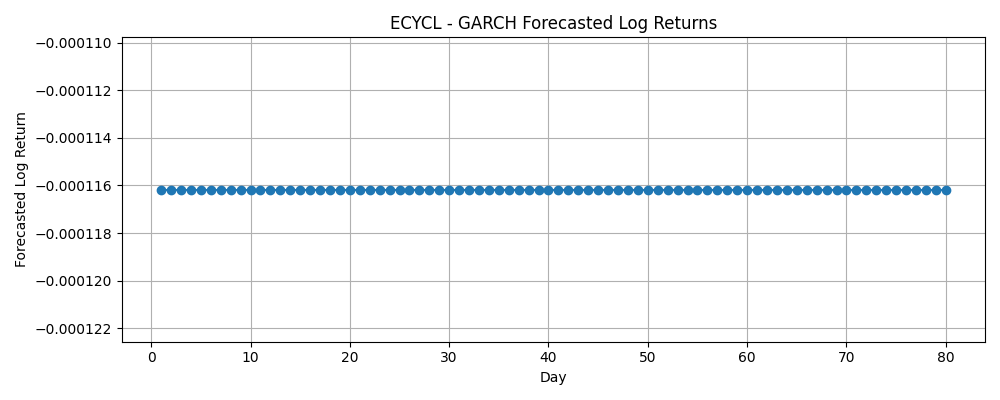 ECYCL - GARCH Forecasted Log Returns
Forecasted Log Return
−0.000110
−0.000112
−0.000114
−0.000116
−0.000118
−0.000120
−0.000122
0 10 20 30 40 50 60 70 80
Day